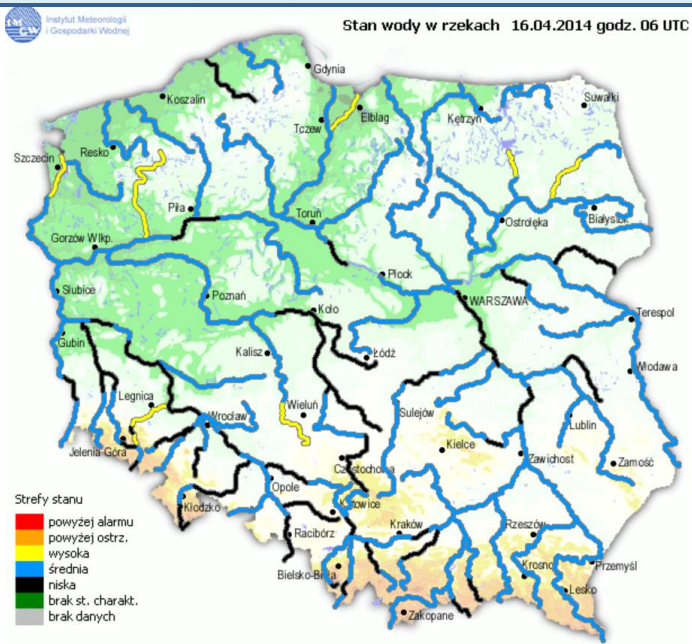 IMGW
Instytut Meteorologii
i Gospodarki Wodnej
Stan wody w rzekach 16.04.2014 godz. 06 UTC
Gdynia
Koszalin
Suwałki
Tczew
Elbląg
Kętrzyn
Szczecin
Resko
Piła
Toruń
Ostrołęka
Białystok
Gorzów Wlkp.
Płock
Słubice
Poznań
WARSZAWA
Koło
Terespol
Gubin
Kalisz
Łódź
Włodawa
Legnica
Wieluń
Sulejów
Wrocław
Lublin
Jelenia Góra
Kielce
Zawichost
Zamość
Częstochowa
Opole
Strefy stanu
Kłodzko
Katowice
powyżej alarmu
Kraków
Rzeszów
powyżej ostrz.
Racibórz
wysoka
Krosno
Przemyśl
średnia
Bielsko-Biała
niska
Lesko
brak st. charakt.
Zakopane
brak danych